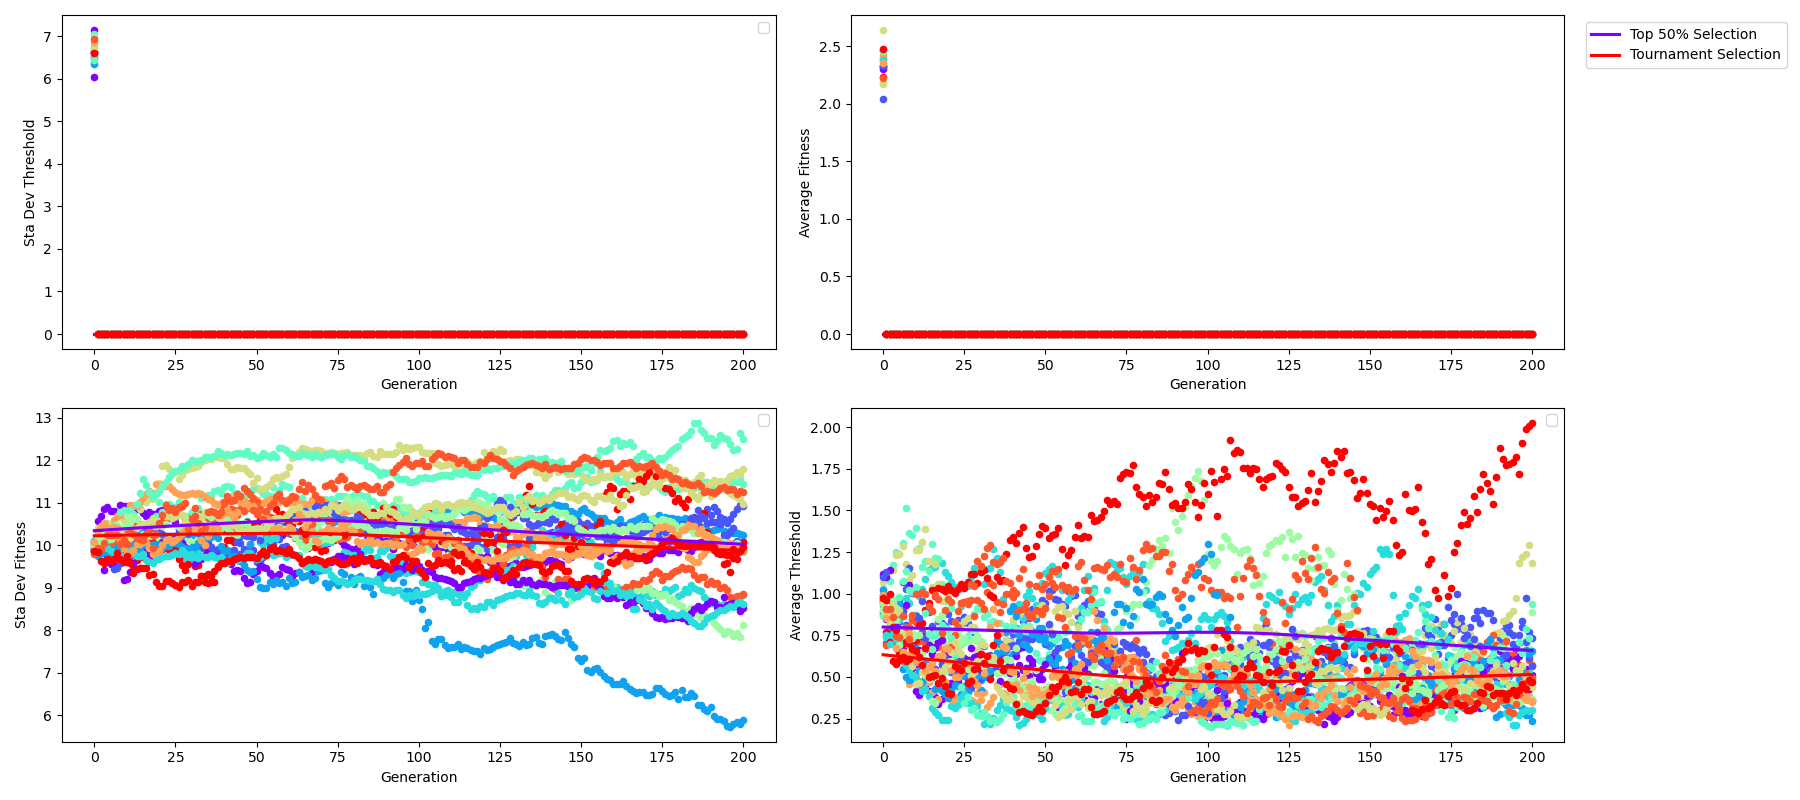 7
6
5
4
3
2
1
0
Sta Dev Threshold
0 25 50 75 100 125 150 175 200
Generation
2.5
2.0
1.5
1.0
0.5
0.0
Average Fitness
0 25 50 75 100 125 150 175 200
Generation
Top 50% Selection
Tournament Selection
13
12
11
10
9
8
7
6
Sta Dev Fitness
0 25 50 75 100 125 150 175 200
Generation
2.00
1.75
1.50
1.25
1.00
0.75
0.50
0.25
Average Threshold
0 25 50 75 100 125 150 175 200
Generation